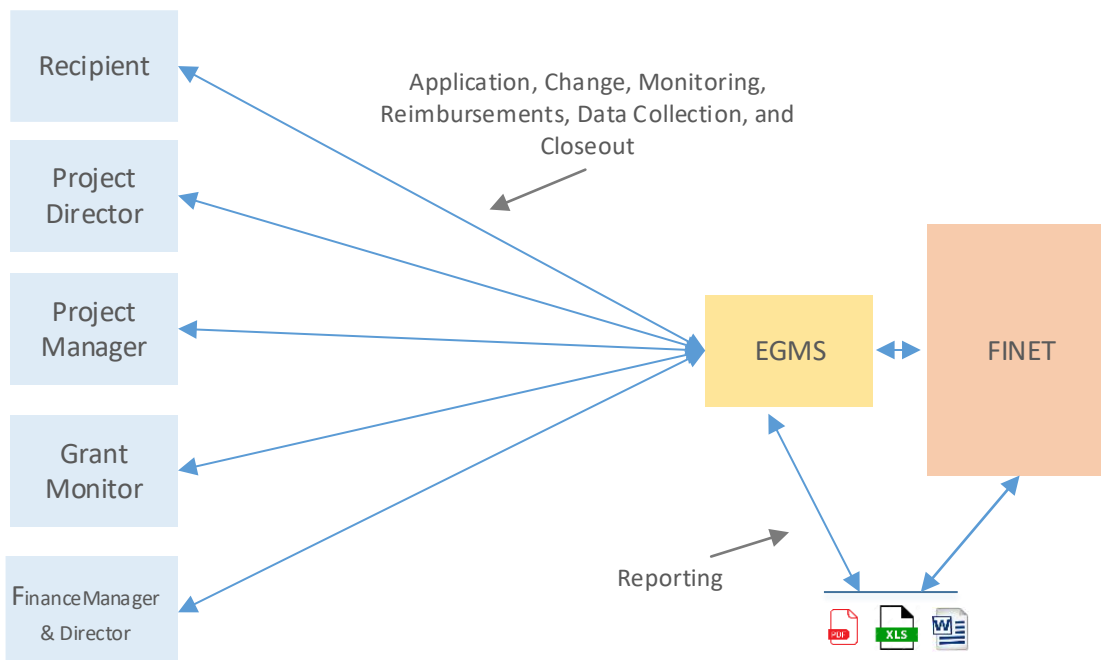 Recipient
Application, Change, Monitoring,
Reimbursements, Data Collection, and
Closeout
Project
Director
Project
Manager
EGMS
FINET
Grant
Monitor
Reporting
FinanceManager
& Director
PDF
XLS
W